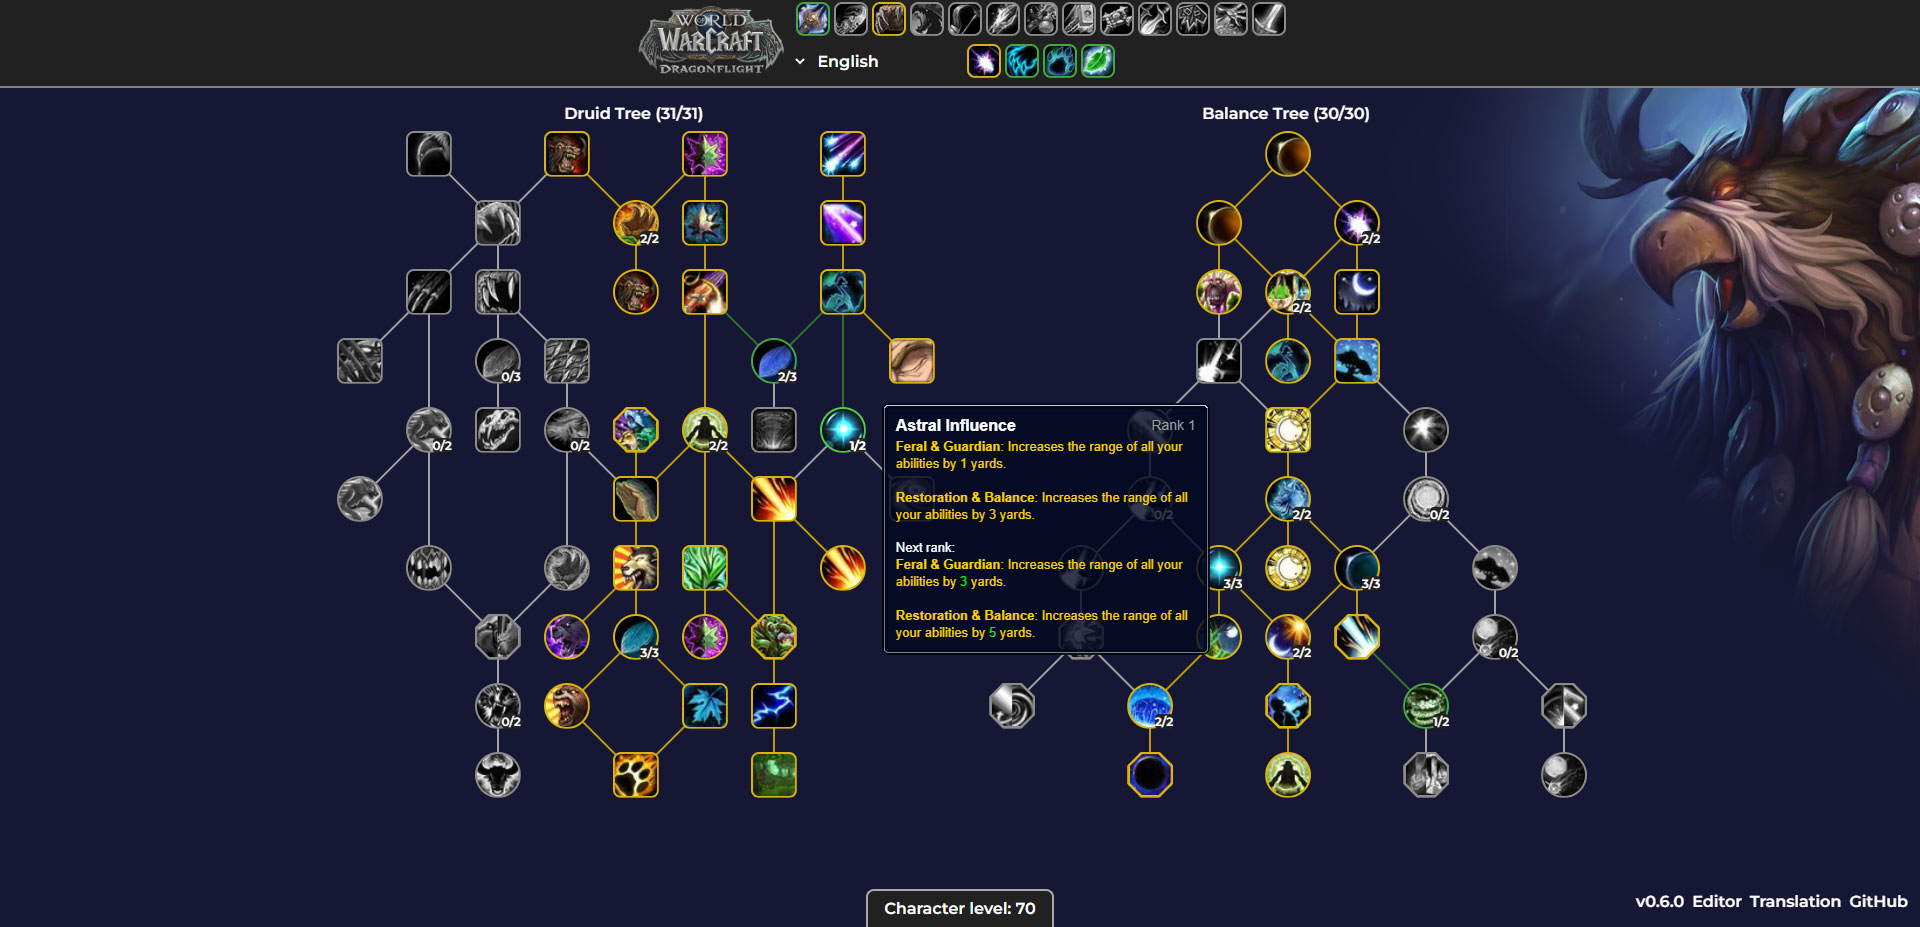 WORLD
WARCRAFT
DRAGONFLIGHT
English
Druid Tree (31/31)
Balance Tree (30/30)
2/2
2/2
2/2
0/3
2/3
0/2
0/2
2/2
1/2
Astral Influence
Rank 1
Feral & Guardian: Increases the range of all your
abilities by 1 yards.
Restoration & Balance: Increases the range of all
your abilities by 3 yards.
Next rank:
Feral & Guardian: Increases the range of all your
abilities by 3 yards.
Restoration & Balance: Increases the range of all
your abilities by 5 yards.
0/2
2/2
0/2
3/3
3/3
3/3
2/2
0/2
0/2
2/2
1/2
Character level: 70
v0.6.0 Editor Translation GitHub